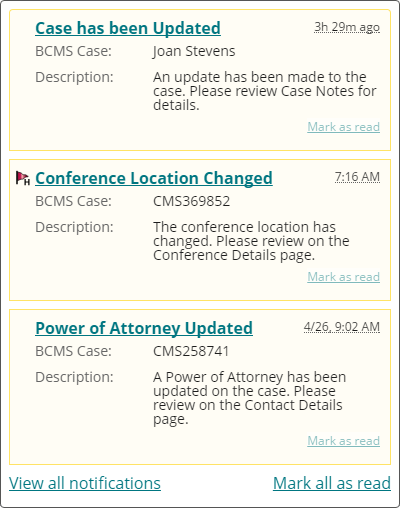 Case has been Updated 3h 29m ago
BCMS Case: Joan Stevens
Description: An update has been made to the
case. Please review Case Notes for
details.
Mark as read
H Conference Location Changed 7:16 AM
BCMS Case: CMS369852
Description: The conference location has
changed. Please review on the
Conference Details page.
Mark as read
Power of Attorney Updated 4/26, 9:02 AM
BCMS Case: CMS258741
Description: A Power of Attorney has been
updated on the case. Please
review on the Contact Details
page.
Mark as read
View all notifications Mark all as read